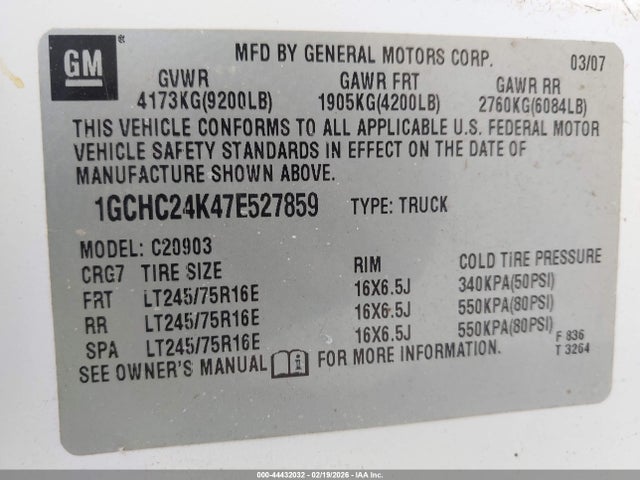 GM
MFD BY GENERAL MOTORS CORP. 03/07
GVWR GAWR FRT GAWR RR
4173KG(9200LB) 1905KG(4200LB) 2760KG(6084LB)
THIS VEHICLE CONFORMS TO ALL APPLICABLE U.S. FEDERAL MOTOR
VEHICLE SAFETY STANDARDS IN EFFECT ON THE DATE OF
MANUFACTURE SHOWN ABOVE.
1GCHC24K47E527859 TYPE: TRUCK
MODEL: C20903
CRG7 TIRE SIZE RIM COLD TIRE PRESSURE
FRT LT245/75R16E 16X6.5J 340KPA(50PSI)
RR LT245/75R16E 16X6.5J 550KPA(80PSI)
SPA LT245/75R16E 16X6.5J 550KPA(80PSI)
F 836
SEE OWNER'S MANUAL FOR MORE INFORMATION. T 3264
000-44432032 - 02/19/2026 - IAAI.com